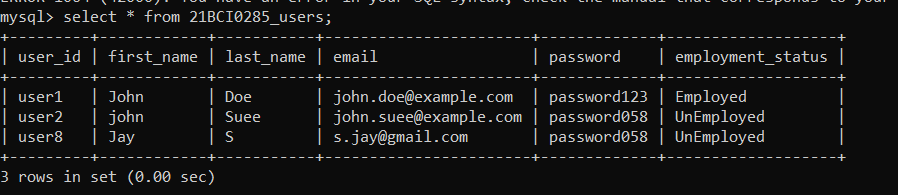 ERROR 1064 (42000): You have an error in your SQL syntax; check the manual that corresponds to your
mysql> select * from 21BCI0285_users;
+---------+------------+-----------+-----------------------+-------------+-------------------+
| user_id | first_name | last_name | email                 | password    | employment_status |
+---------+------------+-----------+-----------------------+-------------+-------------------+
| user1   | John       | Doe       | john.doe@example.com  | password123 | Employed          |
| user2   | john       | Suee      | john.suee@example.com | password058 | UnEmployed        |
| user8   | Jay        | S         | s.jay@gmail.com       | password058 | UnEmployed        |
+---------+------------+-----------+-----------------------+-------------+-------------------+
3 rows in set (0.00 sec)